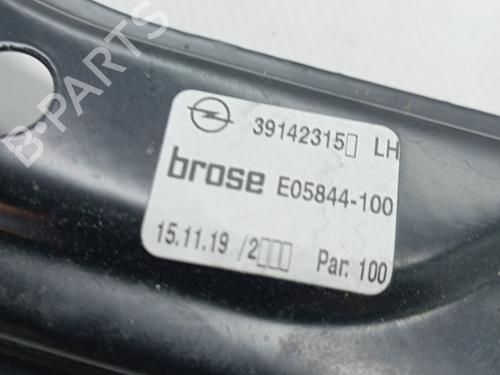 B-PARTS
39142315▯ LH
brose E05844-100
15.11.19 /2▯▯▯ Par. 100